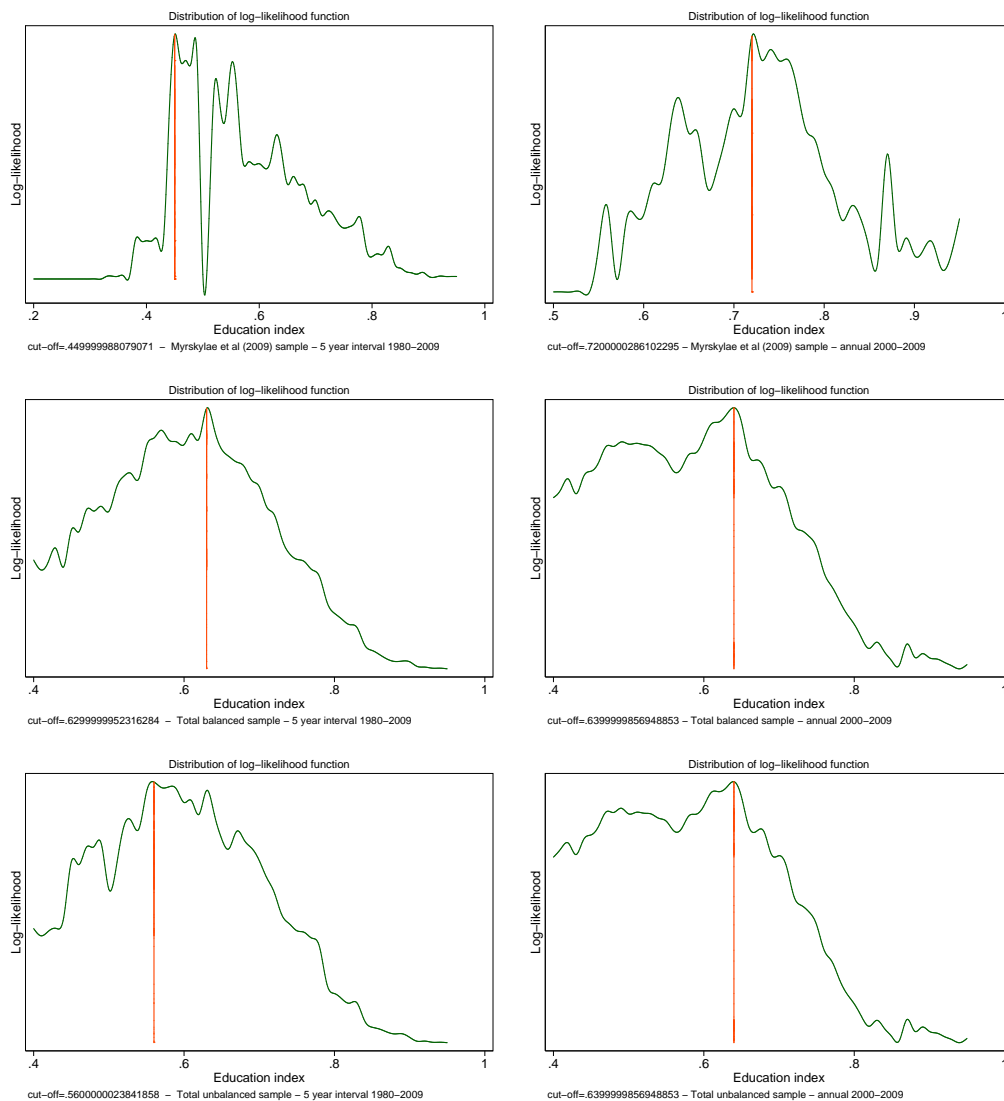 Distribution of log−likelihood function
Log−likelihood
.2 .4 .6 .8 1
Education index
cut−off=.449999988079071 − Myrskylae et al (2009) sample − 5 year interval 1980−2009
Distribution of log−likelihood function
Log−likelihood
.5 .6 .7 .8 .9 1
Education index
cut−off=.7200000286102295 − Myrskylae et al (2009) sample − annual 2000−2009
Distribution of log−likelihood function
Log−likelihood
.4 .6 .8 1
Education index
cut−off=.6299999952316284 − Total balanced sample − 5 year interval 1980−2009
Distribution of log−likelihood function
Log−likelihood
.4 .6 .8 1
Education index
cut−off=.6399999856948853 − Total balanced sample − annual 2000−2009
Distribution of log−likelihood function
Log−likelihood
.4 .6 .8 1
Education index
cut−off=.5600000023841858 − Total unbalanced sample − 5 year interval 1980−2009
Distribution of log−likelihood function
Log−likelihood
.4 .6 .8 1
Education index
cut−off=.6399999856948853 − Total unbalanced sample − annual 2000−2009